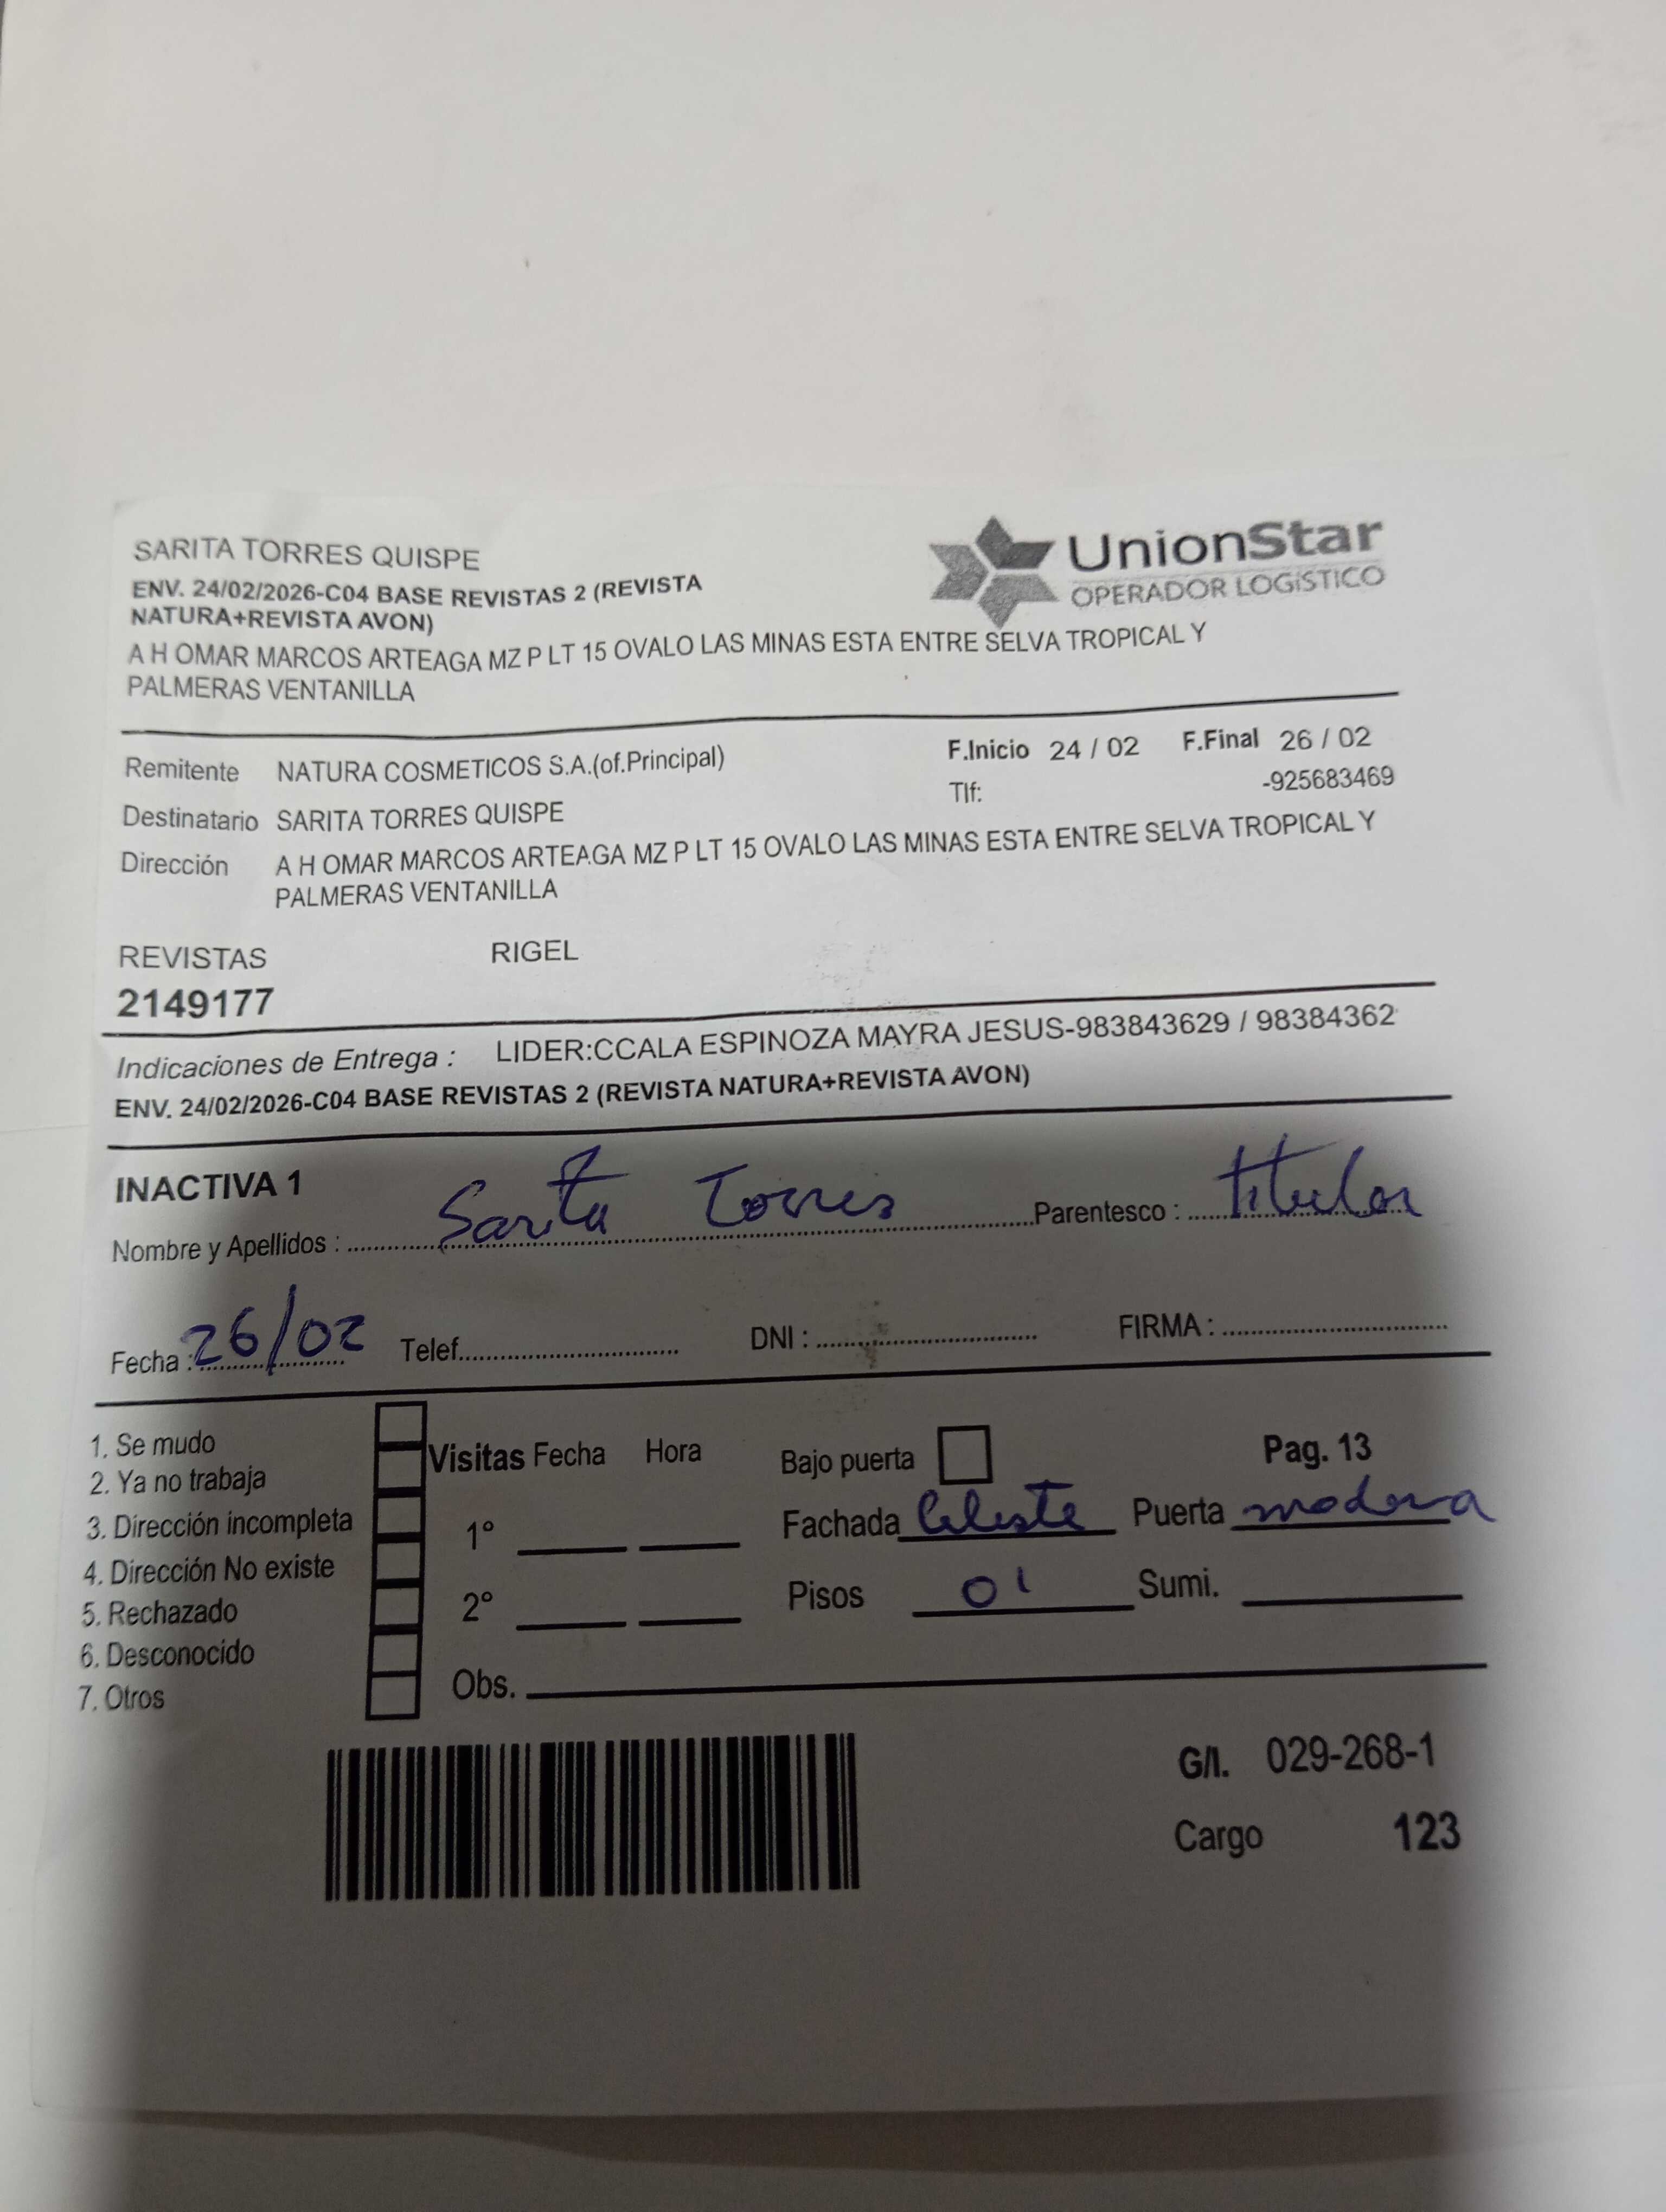 SARITA TORRES QUISPE
UnionStar
OPERADOR LOGÍSTICO
ENV. 24/02/2026-C04 BASE REVISTAS 2 (REVISTA
NATURA+REVISTA AVON)
A H OMAR MARCOS ARTEAGA MZ P LT 15 OVALO LAS MINAS ESTA ENTRE SELVA TROPICAL Y
PALMERAS VENTANILLA
Remitente NATURA COSMETICOS S.A.(of.Principal) F.Inicio 24 / 02 F.Final 26 / 02
Tlf: -925683469
Destinatario SARITA TORRES QUISPE
Dirección A H OMAR MARCOS ARTEAGA MZ P LT 15 OVALO LAS MINAS ESTA ENTRE SELVA TROPICAL Y
PALMERAS VENTANILLA
REVISTAS RIGEL
2149177
Indicaciones de Entrega : LIDER:CCALA ESPINOZA MAYRA JESUS-983843629 / 98384362
ENV. 24/02/2026-C04 BASE REVISTAS 2 (REVISTA NATURA+REVISTA AVON)
INACTIVA 1
Nombre y Apellidos : Sarita Torres Parentesco : titular
Fecha : 26/02 Telef. DNI : FIRMA :
1. Se mudo
2. Ya no trabaja
3. Dirección incompleta
4. Dirección No existe
5. Rechazado
6. Desconocido
7. Otros
Visitas Fecha Hora
1°
2°
Obs.
Bajo puerta Pag. 13
Fachada Celeste Puerta madera
Pisos 01 Sumi.
G/I. 029-268-1
Cargo 123